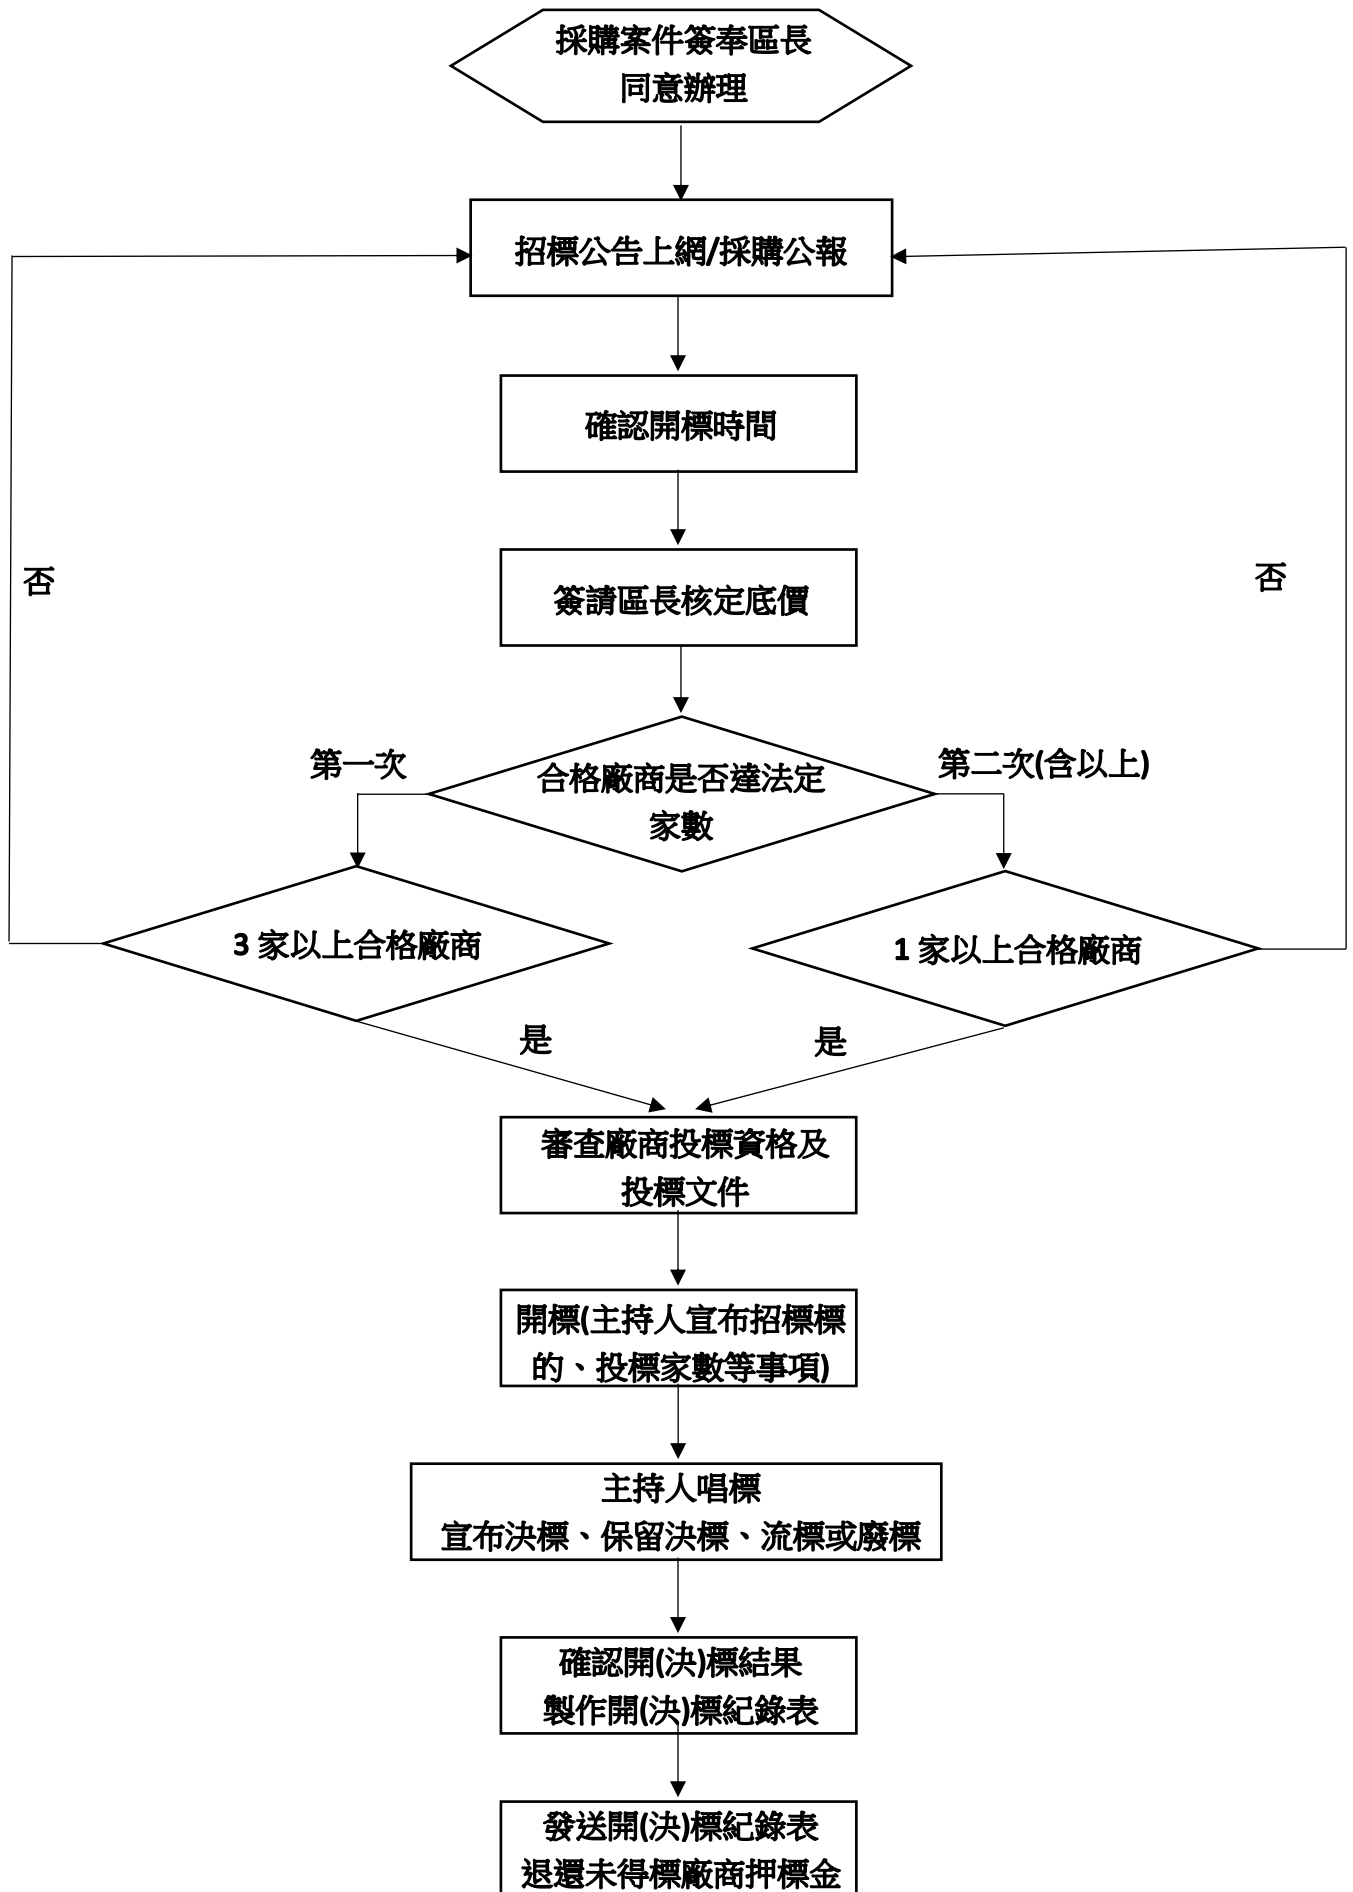 採購案件簽奉區長
同意辦理
招標公告上網/採購公報
確認開標時間
否
否
簽請區長核定底價
第一次
第二次(含以上)
合格廠商是否達法定
家數
3 家以上合格廠商
1 家以上合格廠商
是
是
審查廠商投標資格及
投標文件
開標(主持人宣布招標標
的、投標家數等事項)
主持人唱標
宣布決標、保留決標、流標或廢標
確認開(決)標結果
製作開(決)標紀錄表
發送開(決)標紀錄表
退還未得標廠商押標金